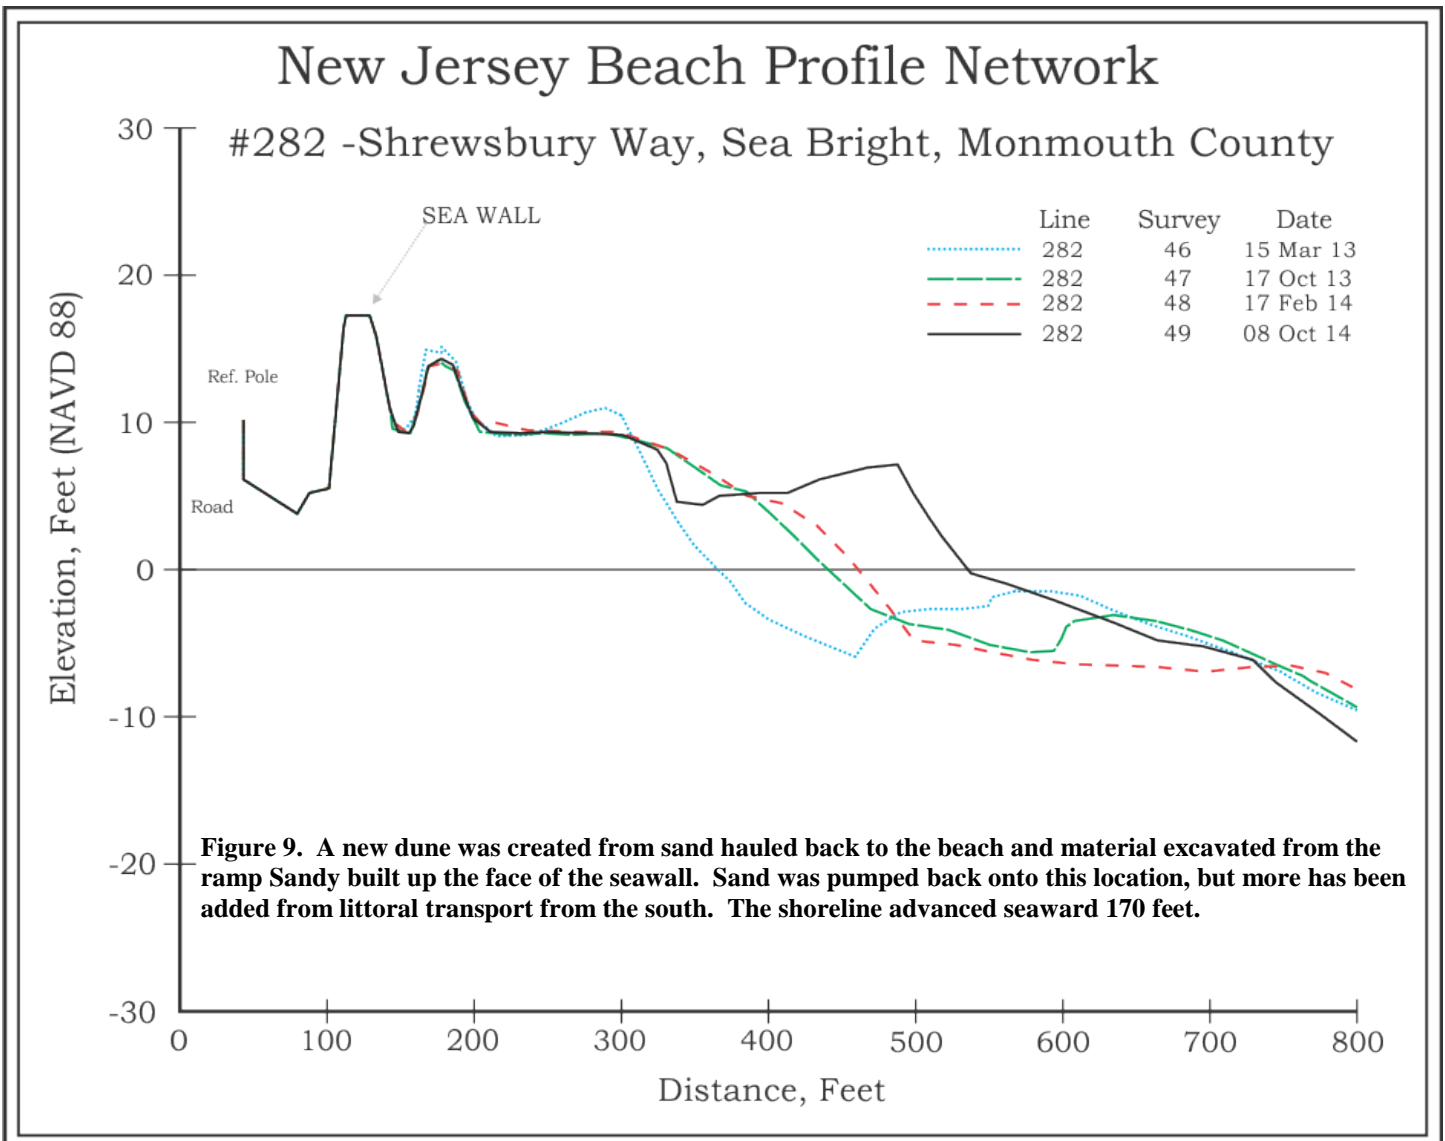 New Jersey Beach Profile Network
#282 -Shrewsbury Way, Sea Bright, Monmouth County
SEA WALL
Line Survey Date
282 46 15 Mar 13
282 47 17 Oct 13
282 48 17 Feb 14
282 49 08 Oct 14
Ref. Pole
Road
Elevation, Feet (NAVD 88)
30
20
10
0
-10
-20
-30
Figure 9. A new dune was created from sand hauled back to the beach and material excavated from the
ramp Sandy built up the face of the seawall. Sand was pumped back onto this location, but more has been
added from littoral transport from the south. The shoreline advanced seaward 170 feet.
0 100 200 300 400 500 600 700 800
Distance, Feet